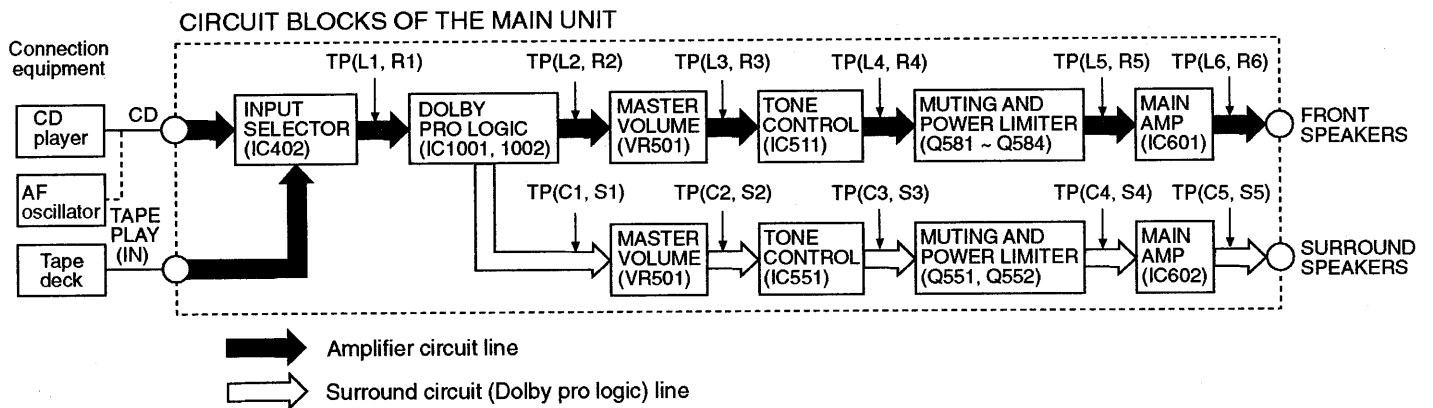 CIRCUIT BLOCKS OF THE MAIN UNIT
Connection
equipment
CD
player
CD
AF
oscillator
TAPE
PLAY
(IN)
Tape
deck
INPUT
SELECTOR
(IC402)
TP(L1, R1)
DOLBY
PRO LOGIC
(IC1001, 1002)
TP(L2, R2)
MASTER
VOLUME
(VR501)
TP(L3, R3)
TONE
CONTROL
(IC511)
TP(L4, R4)
MUTING AND
POWER LIMITER
(Q581 ~ Q584)
TP(L5, R5)
MAIN
AMP
(IC601)
TP(L6, R6)
FRONT
SPEAKERS
TP(C1, S1)
MASTER
VOLUME
(VR501)
TP(C2, S2)
TONE
CONTROL
(IC551)
TP(C3, S3)
MUTING AND
POWER LIMITER
(Q551, Q552)
TP(C4, S4)
MAIN
AMP
(IC602)
TP(C5, S5)
SURROUND
SPEAKERS
Amplifier circuit line
Surround circuit (Dolby pro logic) line